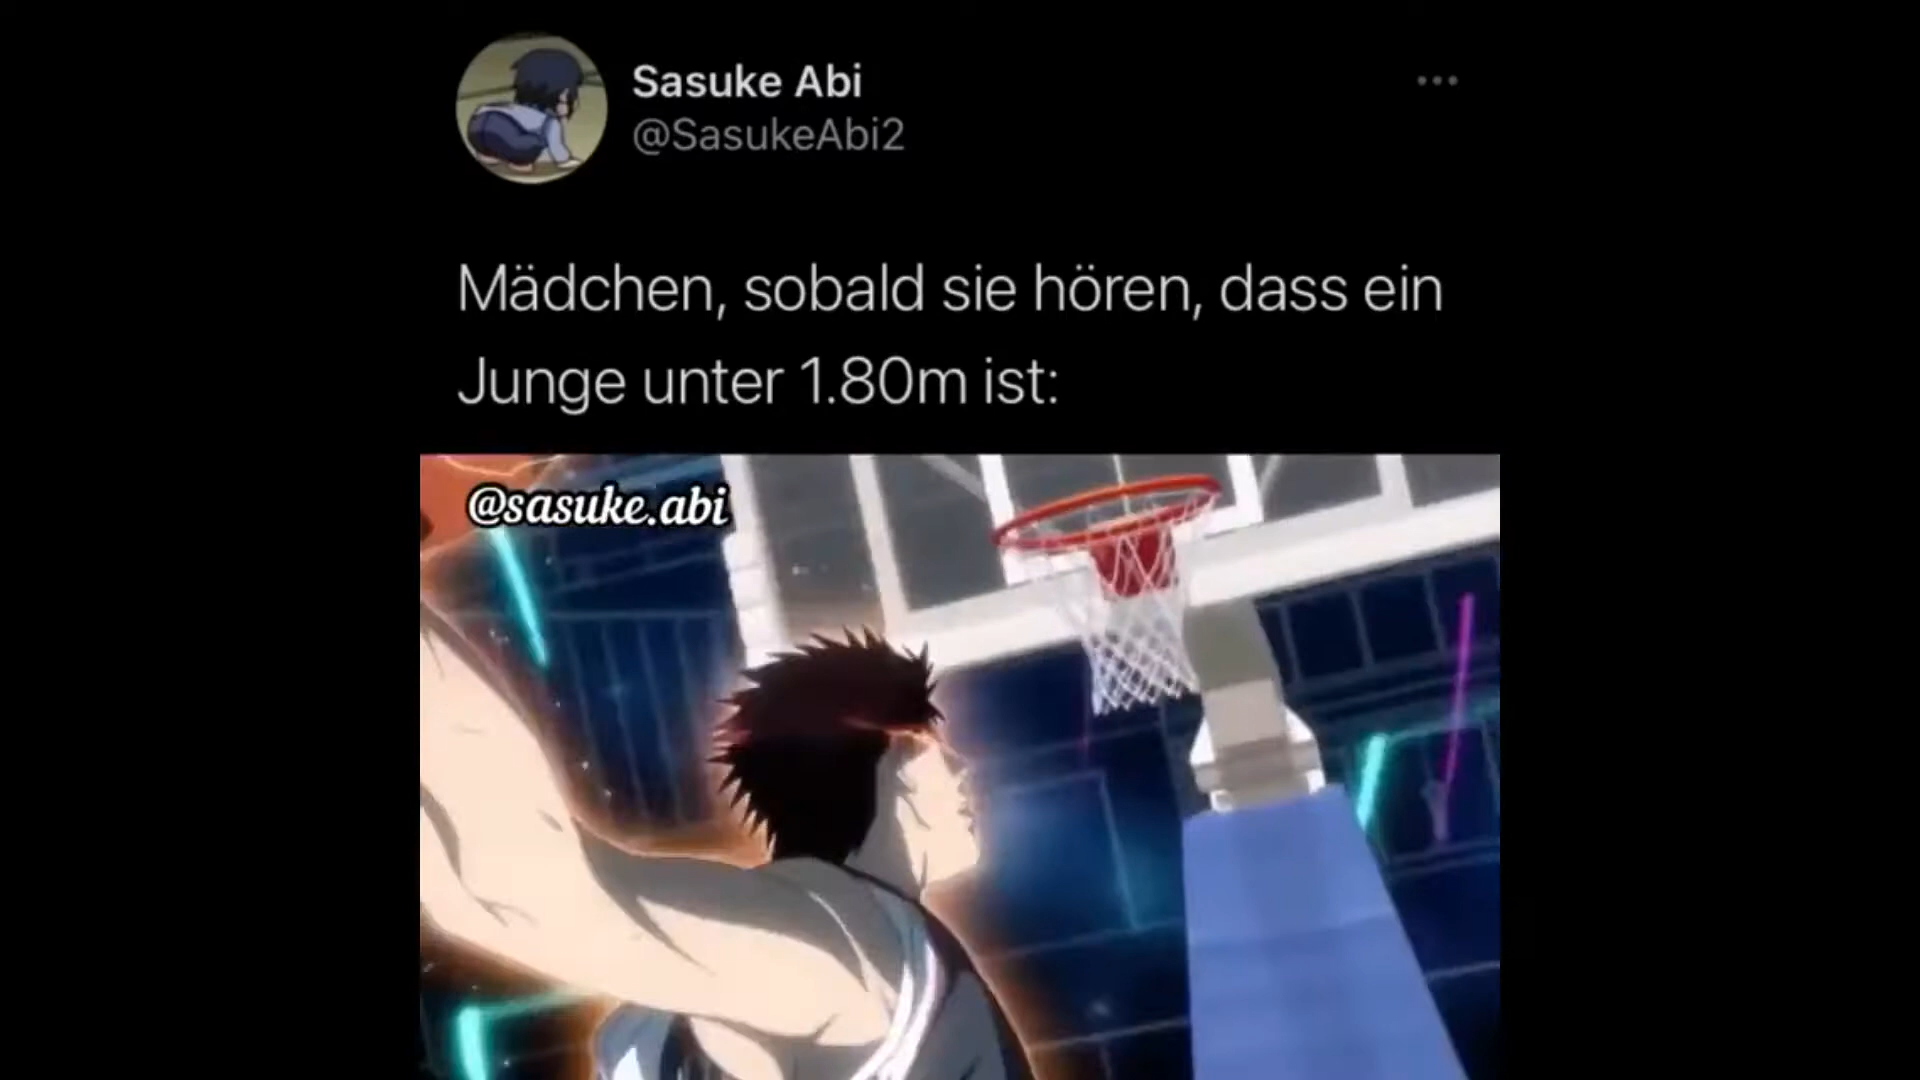 Sasuke Abi
@SasukeAbi2
Mädchen, sobald sie hören, dass ein
Junge unter 1.80m ist:
@sasuke.abi